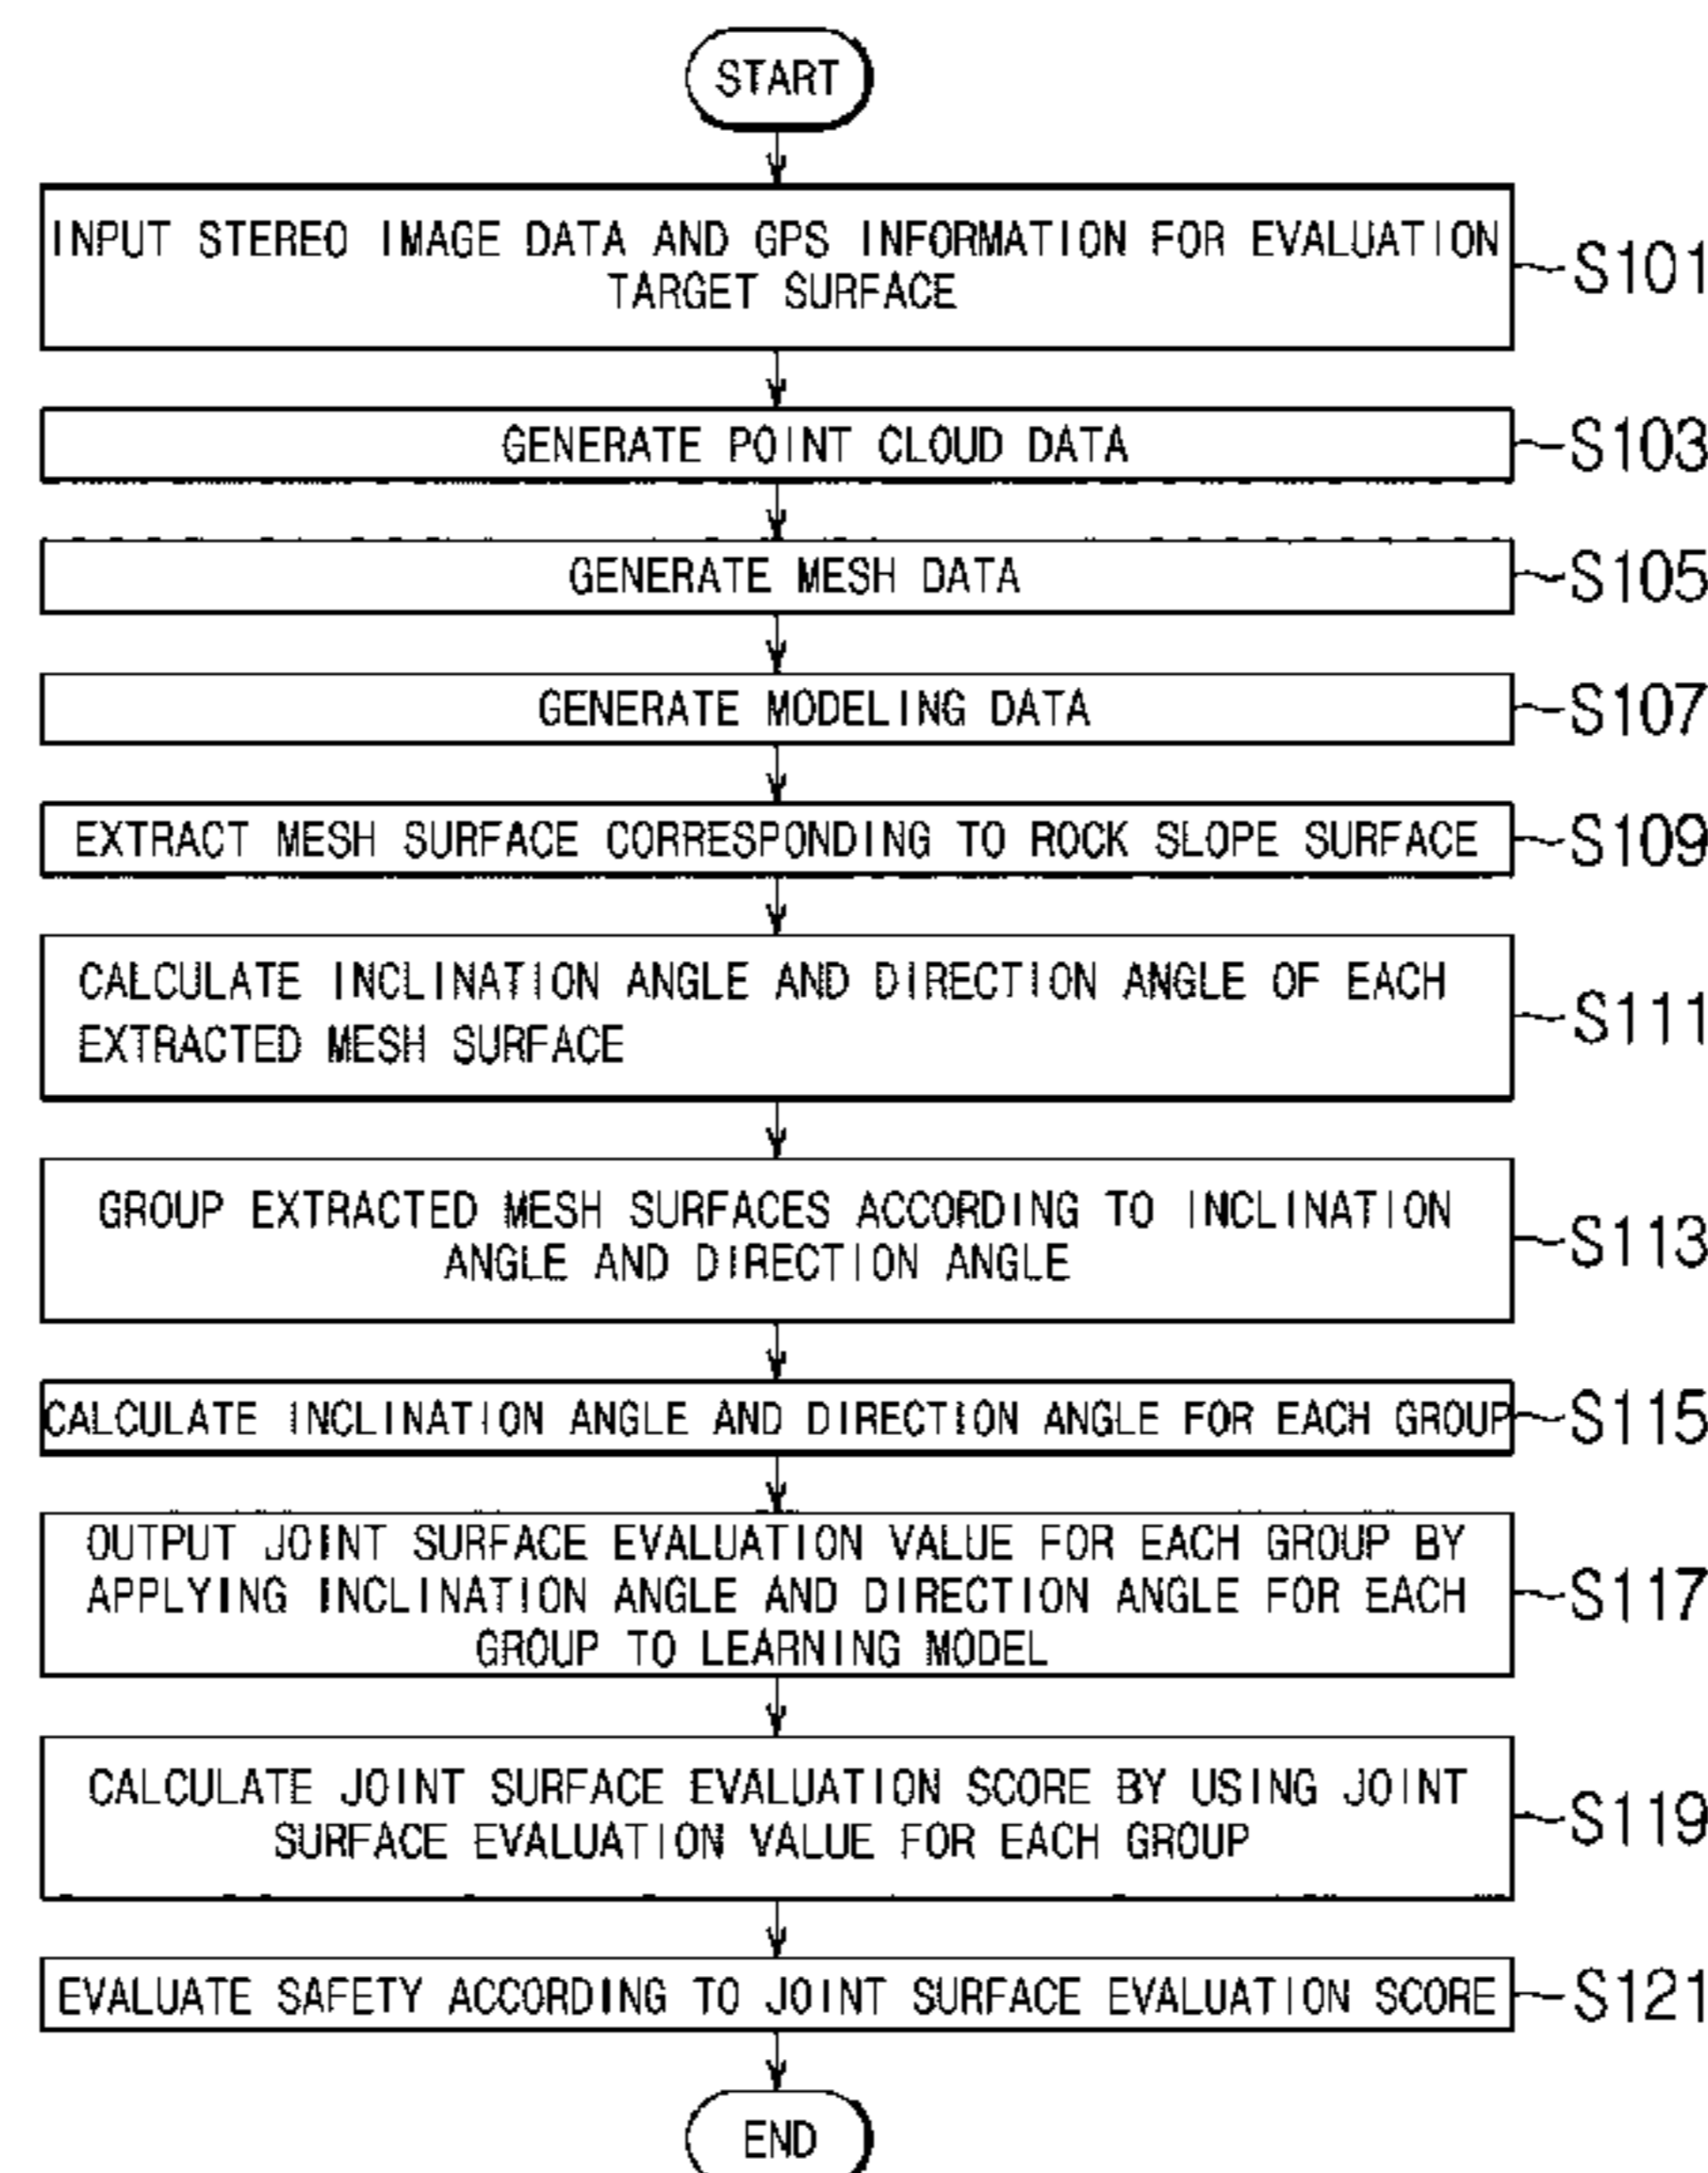 START
INPUT STEREO IMAGE DATA AND GPS INFORMATION FOR EVALUATION
TARGET SURFACE
S101
GENERATE POINT CLOUD DATA
S103
GENERATE MESH DATA
S105
GENERATE MODELING DATA
S107
EXTRACT MESH SURFACE CORRESPONDING TO ROCK SLOPE SURFACE
S109
CALCULATE INCLINATION ANGLE AND DIRECTION ANGLE OF EACH
EXTRACTED MESH SURFACE
S111
GROUP EXTRACTED MESH SURFACES ACCORDING TO INCLINATION
ANGLE AND DIRECTION ANGLE
S113
CALCULATE INCLINATION ANGLE AND DIRECTION ANGLE FOR EACH GROUP
S115
OUTPUT JOINT SURFACE EVALUATION VALUE FOR EACH GROUP BY
APPLYING INCLINATION ANGLE AND DIRECTION ANGLE FOR EACH
GROUP TO LEARNING MODEL
S117
CALCULATE JOINT SURFACE EVALUATION SCORE BY USING JOINT
SURFACE EVALUATION VALUE FOR EACH GROUP
S119
EVALUATE SAFETY ACCORDING TO JOINT SURFACE EVALUATION SCORE
S121
END